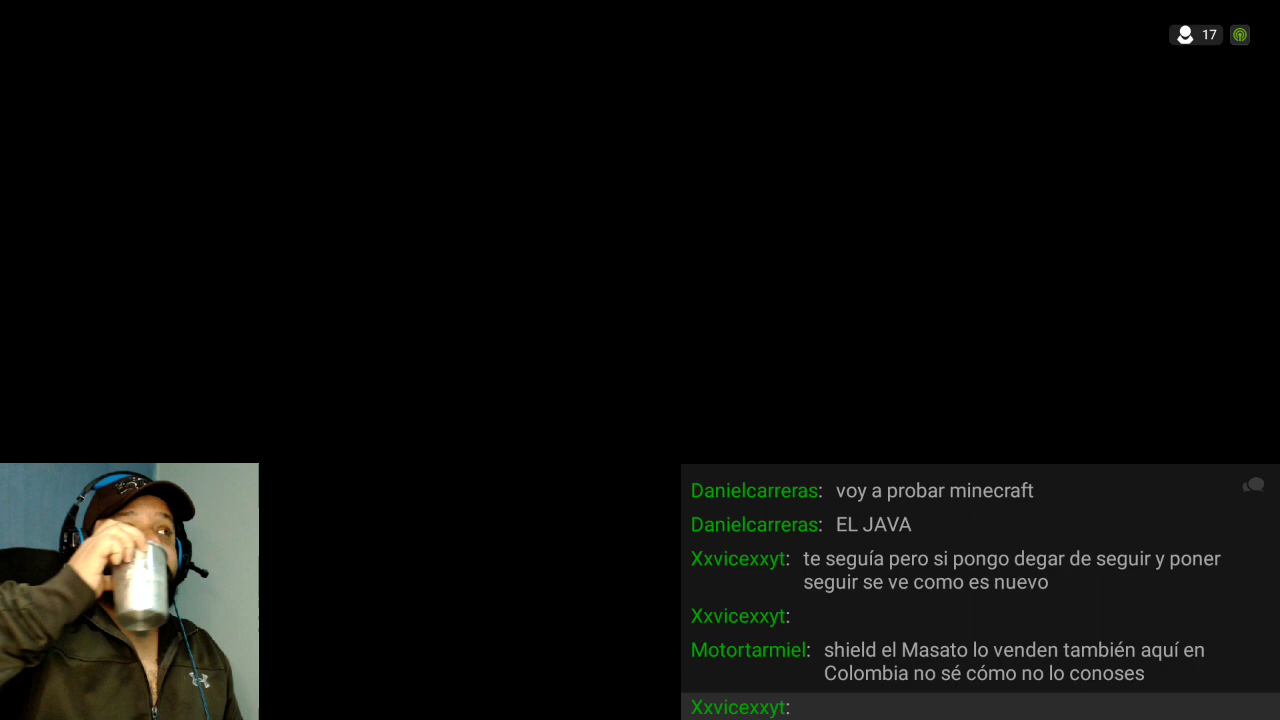 17
Danielcarreras: voy a probar minecraft
Danielcarreras: EL JAVA
Xxvicexxyt: te seguía pero si pongo degar de seguir y poner
seguir se ve como es nuevo
Xxvicexxyt:
Motortarmiel: shield el Masato lo venden también aquí en
Colombia no sé cómo no lo conoses
Xxvicexxyt: